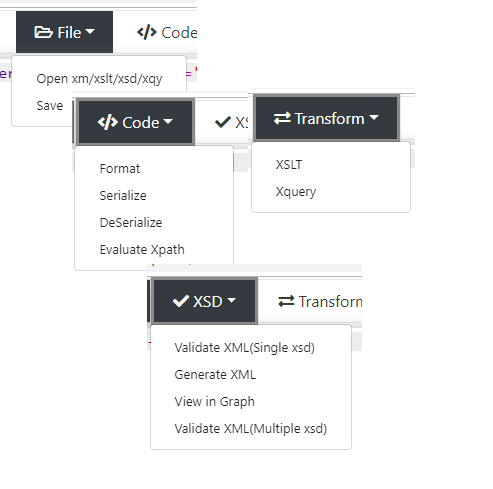 File
Code
er
="
Open xm/xslt/xsd/xqy
Save
Code
XS
Transform
Format
Serialize
DeSerialize
Evaluate Xpath
XSLT
Xquery
XSD
Transform
Validate XML(Single xsd)
Generate XML
View in Graph
Validate XML(Multiple xsd)